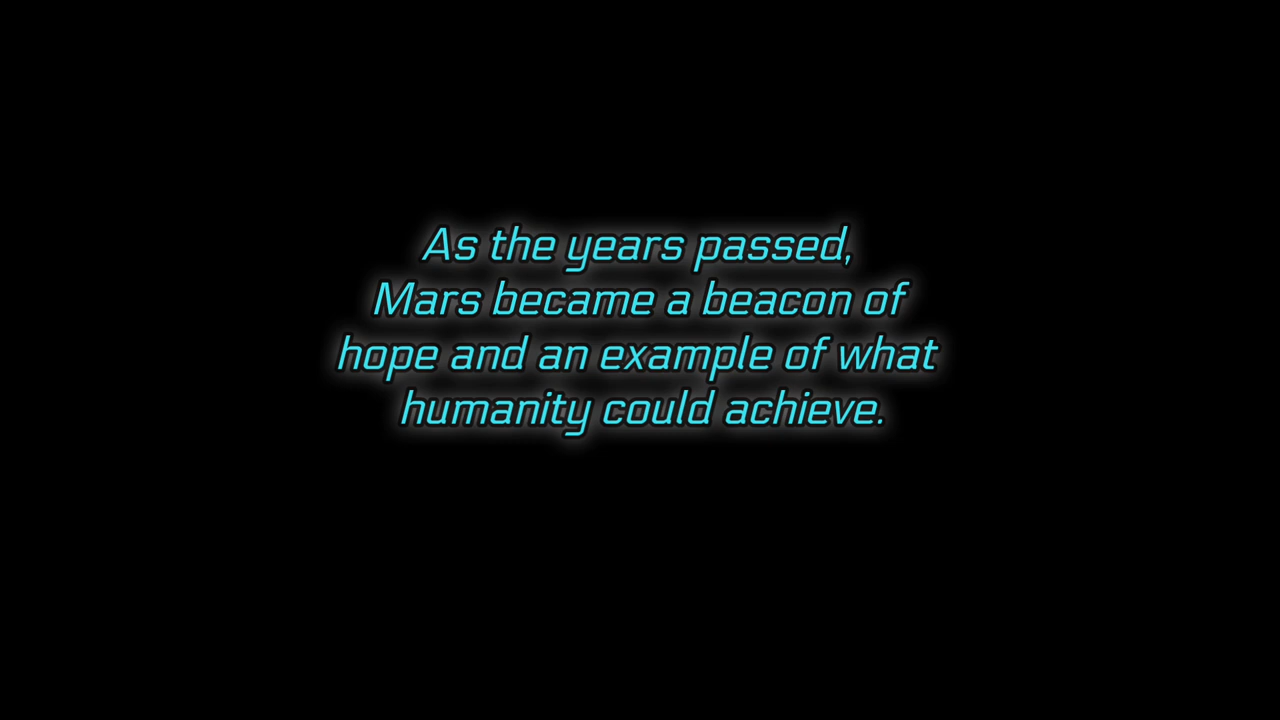 As the years passed,
Mars became a beacon of
hope and an example of what
humanity could achieve.